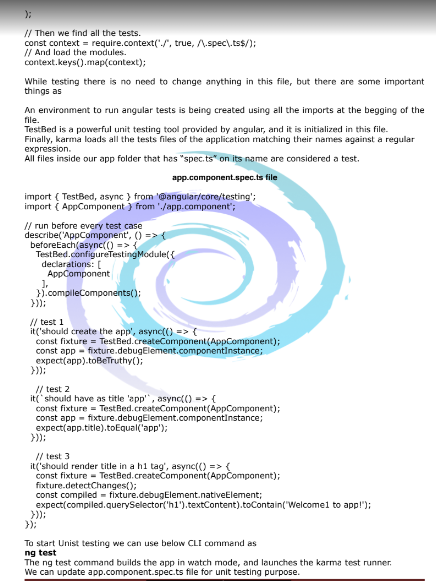 );
// Then we find all the tests.
const context = require.context('./', true, /\.spec\.ts$/);
// And load the modules.
context.keys().map(context);
While testing there is no need to change anything in this file, but there are some important
things as
An environment to run angular tests is being created using all the imports at the begging of the
file.
TestBed is a powerful unit testing tool provided by angular, and it is initialized in this file.
Finally, karma loads all the tests files of the application matching their names against a regular
expression.
All files inside our app folder that has "spec.ts" on its name are considered a test.
app.component.spec.ts file
import { TestBed, async } from '@angular/core/testing';
import { AppComponent } from './app.component';
// run before every test case
describe('AppComponent', () => {
beforeEach(async(() => {
TestBed.configureTestingModule({
declarations: [
AppComponent
],
}).compileComponents();
}));
// test 1
it('should create the app', async(() => {
const fixture = TestBed.createComponent(AppComponent);
const app = fixture.debugElement.componentInstance;
expect(app).toBeTruthy();
}));
// test 2
it(`should have as title 'app'`, async(() => {
const fixture = TestBed.createComponent(AppComponent);
const app = fixture.debugElement.componentInstance;
expect(app.title).toEqual('app');
}));
// test 3
it('should render title in a h1 tag', async(() => {
const fixture = TestBed.createComponent(AppComponent);
fixture.detectChanges();
const compiled = fixture.debugElement.nativeElement;
expect(compiled.querySelector('h1').textContent).toContain('Welcome1 to app!');
}));
});
To start Unist testing we can use below CLI command as
ng test
The ng test command builds the app in watch mode, and launches the karma test runner.
We can update app.component.spec.ts file for unit testing purpose.